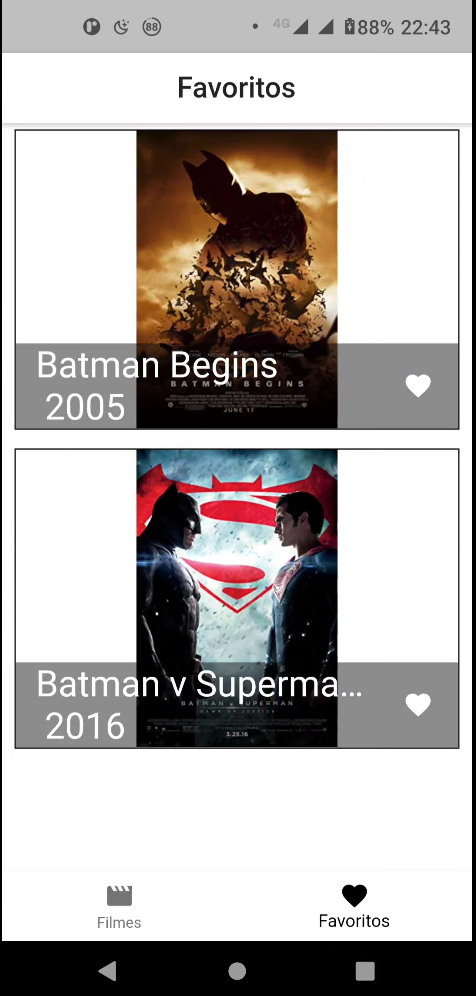 88 4G 88% 22:43
Favoritos
BATMAN BEGINS
JUNE 17
Batman Begins
2005
BATMAN v SUPERMAN
DAWN OF JUSTICE
3.25.16
Batman v Superma...
2016
Filmes
Favoritos